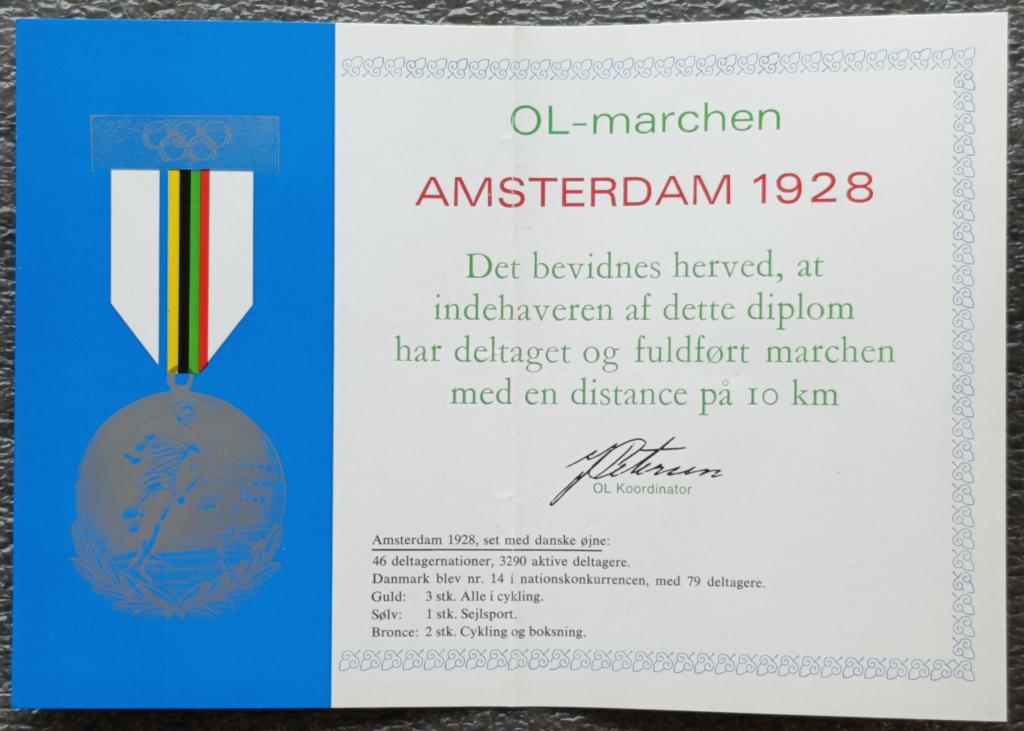 OL-marchen
AMSTERDAM 1928
Det bevidnes herved, at
indehaveren af dette diplom
har deltaget og fuldført marchen
med en distance på 10 km
Petersen
OL Koordinator
Amsterdam 1928, set med danske øjne:
46 deltagernationer, 3290 aktive deltagere.
Danmark blev nr. 14 i nationskonkurrencen, med 79 deltagere.
Guld: 3 stk. Alle i cykling.
Sølv: 1 stk. Sejlsport.
Bronce: 2 stk. Cykling og boksning.